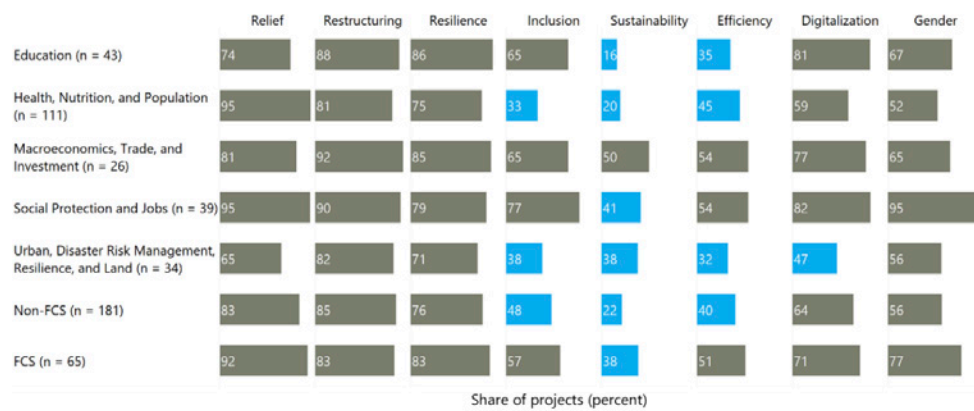 Relief Restructuring Resilience Inclusion Sustainability Efficiency Digitalization Gender
Education (n = 43) 74 88 86 65 16 35 81 67
Health, Nutrition, and Population
(n = 111) 95 81 75 33 20 45 59 52
Macroeconomics, Trade, and
Investment (n = 26) 81 92 85 65 50 54 77 65
Social Protection and Jobs (n = 39) 95 90 79 77 41 54 82 95
Urban, Disaster Risk Management,
Resilience, and Land (n = 34) 65 82 71 38 38 32 47 56
Non-FCS (n = 181) 83 85 76 48 22 40 64 56
FCS (n = 65) 92 83 83 57 38 51 71 77
Share of projects (percent)